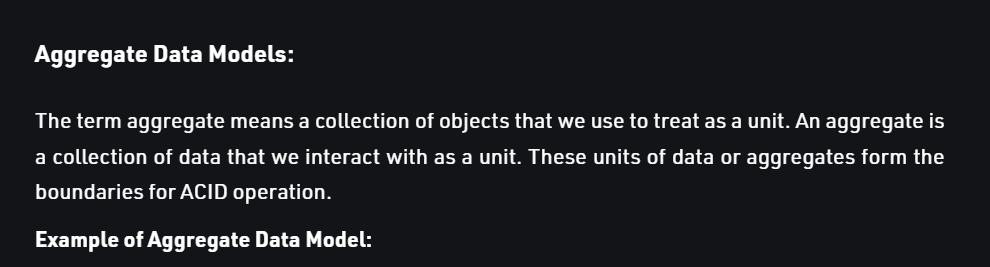 Aggregate Data Models:
The term aggregate means a collection of objects that we use to treat as a unit. An aggregate is
a collection of data that we interact with as a unit. These units of data or aggregates form the
boundaries for ACID operation.
Example of Aggregate Data Model: